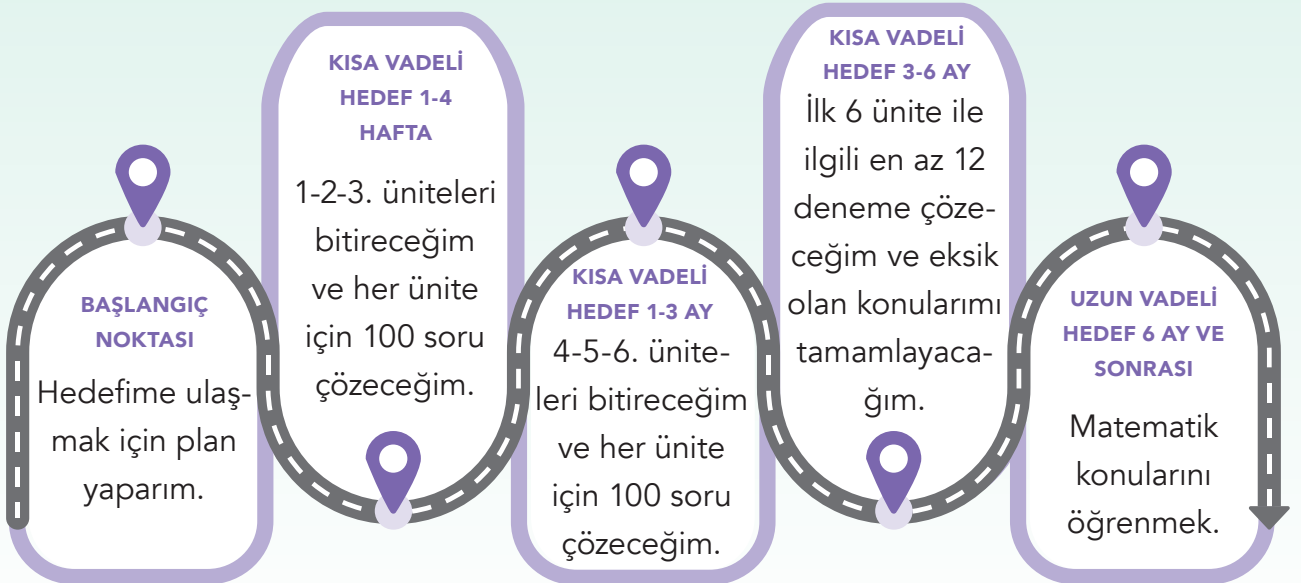 BAŞLANGIÇ
NOKTASI
Hedefime ulaş-
mak için plan
yaparım.
KISA VADELİ
HEDEF 1-4
HAFTA
1-2-3. üniteleri
bitireceğim
ve her ünite
için 100 soru
çözeceğim.
KISA VADELİ
HEDEF 1-3 AY
4-5-6. ünite-
leri bitireceğim
ve her ünite
için 100 soru
çözeceğim.
KISA VADELİ
HEDEF 3-6 AY
İlk 6 ünite ile
ilgili en az 12
deneme çöze-
ceğim ve eksik
olan konularımı
tamamlayaca-
ğım.
UZUN VADELİ
HEDEF 6 AY VE
SONRASI
Matematik
konularını
öğrenmek.